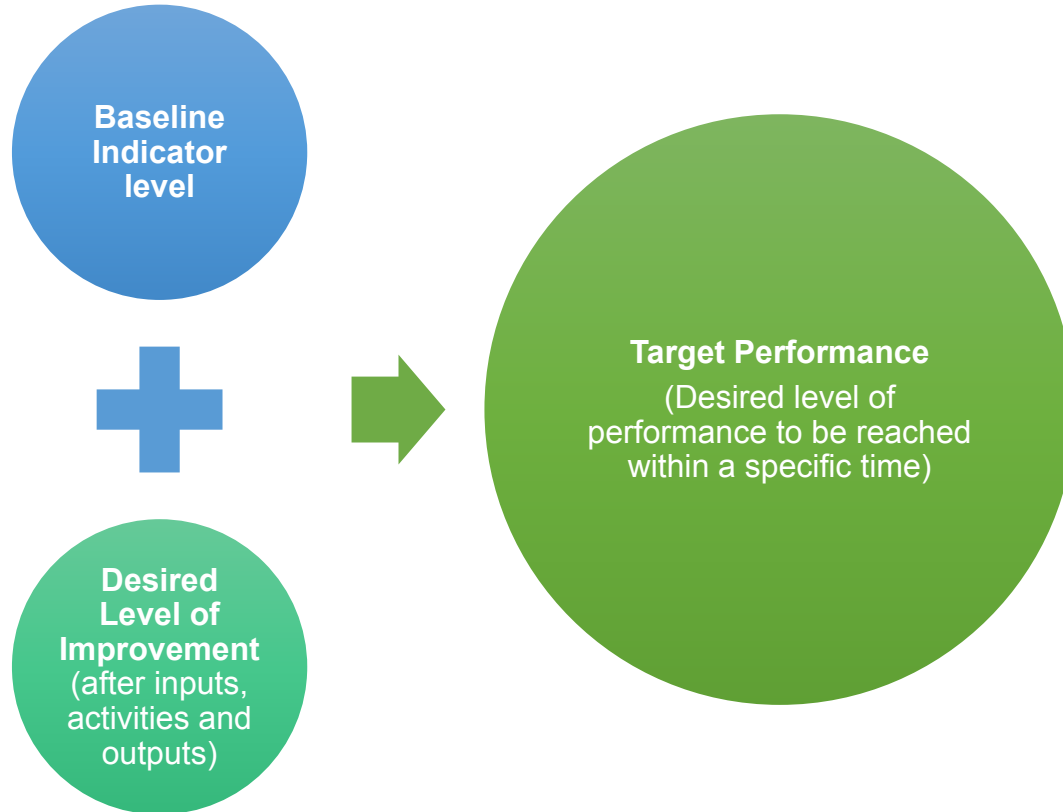 Baseline
Indicator
level
Desired
Level of
Improvement
(after inputs,
activities and
outputs)
Target Performance
(Desired level of
performance to be reached
within a specific time)